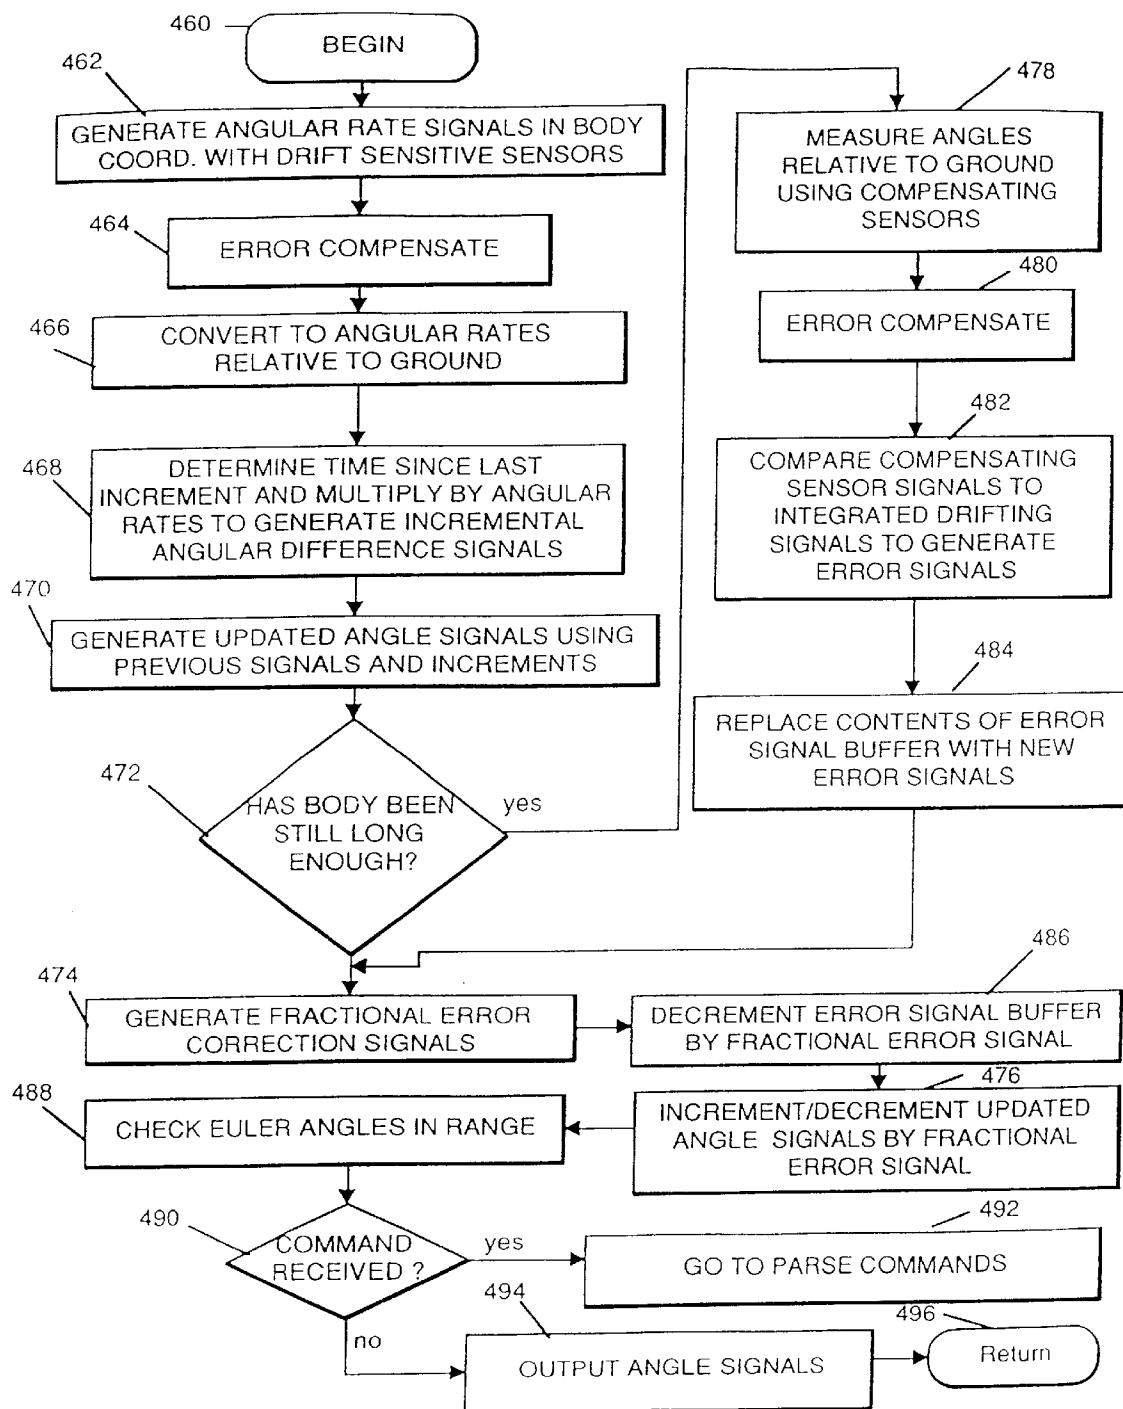 460
BEGIN
462
GENERATE ANGULAR RATE SIGNALS IN BODY
COORD. WITH DRIFT SENSITIVE SENSORS
464
ERROR COMPENSATE
466
CONVERT TO ANGULAR RATES
RELATIVE TO GROUND
468
DETERMINE TIME SINCE LAST
INCREMENT AND MULTIPLY BY ANGULAR
RATES TO GENERATE INCREMENTAL
ANGULAR DIFFERENCE SIGNALS
470
GENERATE UPDATED ANGLE SIGNALS USING
PREVIOUS SIGNALS AND INCREMENTS
472
HAS BODY BEEN
STILL LONG
ENOUGH?
yes
478
MEASURE ANGLES
RELATIVE TO GROUND
USING COMPENSATING
SENSORS
480
ERROR COMPENSATE
482
COMPARE COMPENSATING
SENSOR SIGNALS TO
INTEGRATED DRIFTING
SIGNALS TO GENERATE
ERROR SIGNALS
484
REPLACE CONTENTS OF ERROR
SIGNAL BUFFER WITH NEW
ERROR SIGNALS
474
GENERATE FRACTIONAL ERROR
CORRECTION SIGNALS
486
DECREMENT ERROR SIGNAL BUFFER
BY FRACTIONAL ERROR SIGNAL
476
INCREMENT/DECREMENT UPDATED
ANGLE SIGNALS BY FRACTIONAL
ERROR SIGNAL
488
CHECK EULER ANGLES IN RANGE
490
COMMAND
RECEIVED ?
yes
492
GO TO PARSE COMMANDS
no
494
OUTPUT ANGLE SIGNALS
496
Return